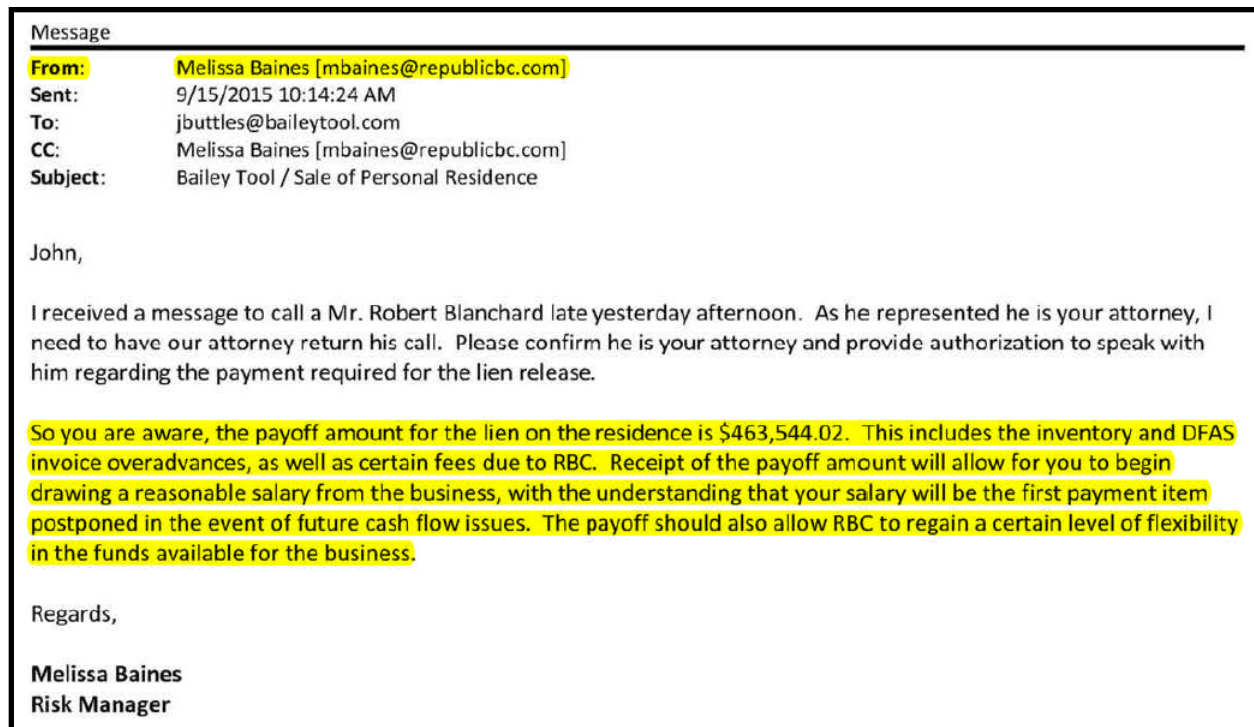 Message
From: Melissa Baines [mbaines@republicbc.com]
Sent: 9/15/2015 10:14:24 AM
To: jbuttles@baileytool.com
CC: Melissa Baines [mbaines@republicbc.com]
Subject: Bailey Tool / Sale of Personal Residence
John,
I received a message to call a Mr. Robert Blanchard late yesterday afternoon. As he represented he is your attorney, I
need to have our attorney return his call. Please confirm he is your attorney and provide authorization to speak with
him regarding the payment required for the lien release.
So you are aware, the payoff amount for the lien on the residence is $463,544.02. This includes the inventory and DFAS
invoice overadvances, as well as certain fees due to RBC. Receipt of the payoff amount will allow for you to begin
drawing a reasonable salary from the business, with the understanding that your salary will be the first payment item
postponed in the event of future cash flow issues. The payoff should also allow RBC to regain a certain level of flexibility
in the funds available for the business.
Regards,
Melissa Baines
Risk Manager